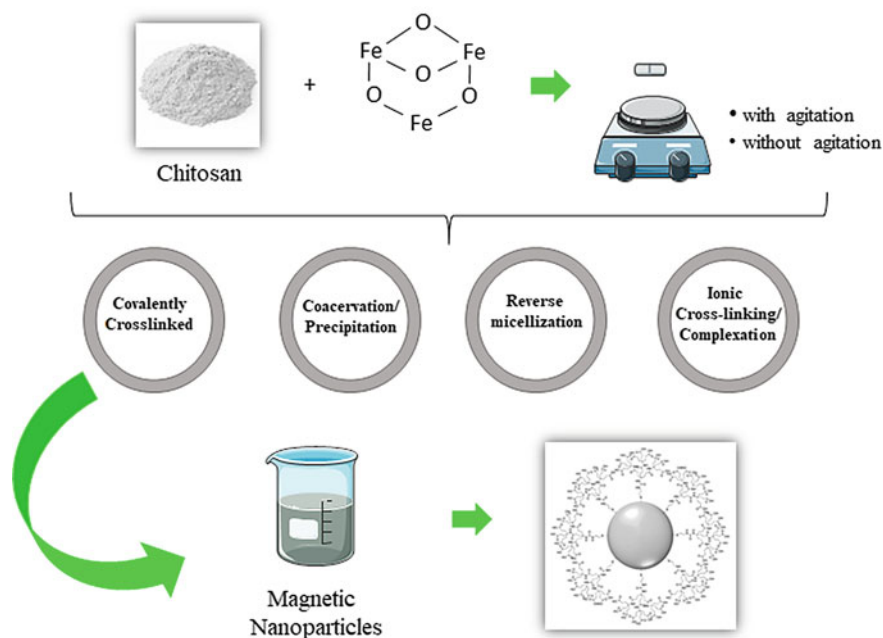 Chitosan
+
O
Fe Fe
O
O O
Fe
• with agitation
• without agitation
Covalently
Crosslinked
Coacervation/
Precipitation
Reverse
micellization
Ionic
Cross-linking/
Complexation
Magnetic
Nanoparticles